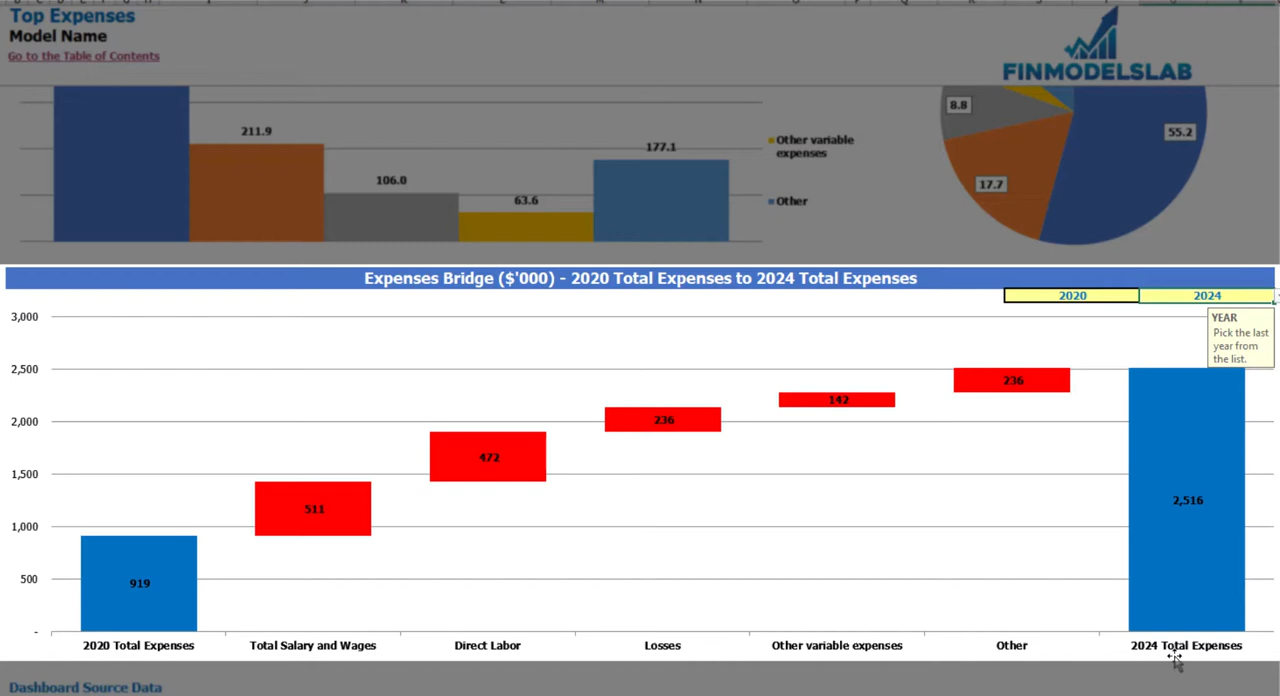 Top Expenses
Model Name
Go to the Table of Contents
FINMODELSLAB
211.9
106.0
63.6
177.1
Other variable
expenses
Other
8.8
17.7
55.2
Expenses Bridge ($'000) - 2020 Total Expenses to 2024 Total Expenses
2020
2024
YEAR
Pick the last
year from
the list.
3,000
2,500
2,000
1,500
1,000
500
-
919
511
472
236
142
236
2,516
2020 Total Expenses
Total Salary and Wages
Direct Labor
Losses
Other variable expenses
Other
2024 Total Expenses
Dashboard Source Data